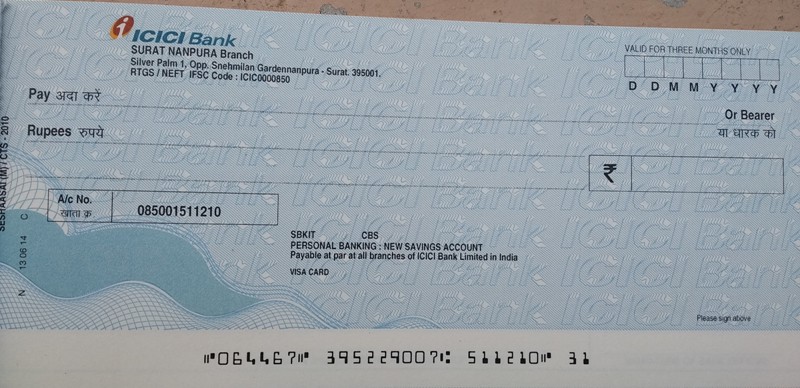 ICICI Bank
SURAT NANPURA Branch
Silver Palm 1, Opp. Snehmilan Gardennanpura - Surat. 395001.
RTGS / NEFT IFSC Code : ICIC0000850
VALID FOR THREE MONTHS ONLY
D D M M Y Y Y Y
Pay अदा करें
Or Bearer
या धारक को
Rupees रुपये
₹
A/c No.
खाता क्र
085001511210
SBKIT CBS
PERSONAL BANKING : NEW SAVINGS ACCOUNT
Payable at par at all branches of ICICI Bank Limited in India
VISA CARD
Please sign above
SESHAASAI (M) / CTS - 2010
N 13 06 14 C
⑈064467⑈ 395229007⑆ 511210⑈ 31